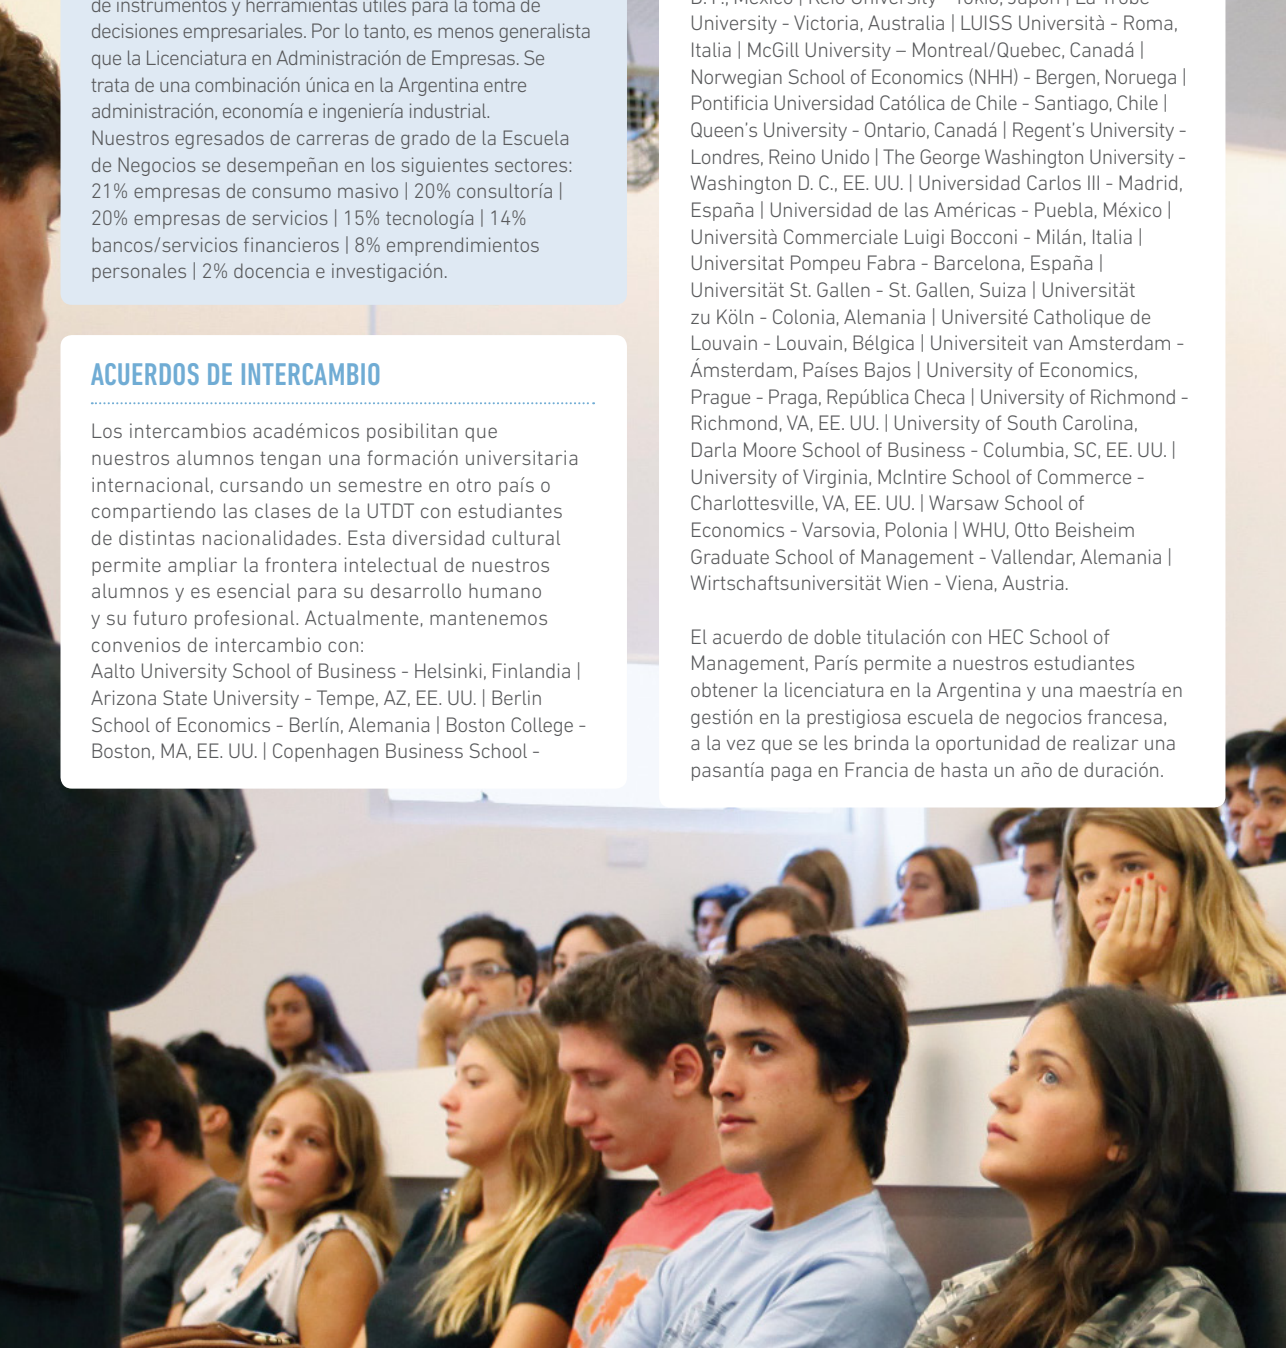 de instrumentos y herramientas útiles para la toma de
decisiones empresariales. Por lo tanto, es menos generalista
que la Licenciatura en Administración de Empresas. Se
trata de una combinación única en la Argentina entre
administración, economía e ingeniería industrial.
Nuestros egresados de carreras de grado de la Escuela
de Negocios se desempeñan en los siguientes sectores:
21% empresas de consumo masivo | 20% consultoría |
20% empresas de servicios | 15% tecnología | 14%
bancos/servicios financieros | 8% emprendimientos
personales | 2% docencia e investigación.
ACUERDOS DE INTERCAMBIO
Los intercambios académicos posibilitan que
nuestros alumnos tengan una formación universitaria
internacional, cursando un semestre en otro país o
compartiendo las clases de la UTDT con estudiantes
de distintas nacionalidades. Esta diversidad cultural
permite ampliar la frontera intelectual de nuestros
alumnos y es esencial para su desarrollo humano
y su futuro profesional. Actualmente, mantenemos
convenios de intercambio con:
Aalto University School of Business - Helsinki, Finlandia |
Arizona State University - Tempe, AZ, EE. UU. | Berlin
School of Economics - Berlín, Alemania | Boston College -
Boston, MA, EE. UU. | Copenhagen Business School -
D. F., México | Keio University - Tokio, Japón | La Trobe
University - Victoria, Australia | LUISS Università - Roma,
Italia | McGill University – Montreal/Quebec, Canadá |
Norwegian School of Economics (NHH) - Bergen, Noruega |
Pontificia Universidad Católica de Chile - Santiago, Chile |
Queen's University - Ontario, Canadá | Regent's University -
Londres, Reino Unido | The George Washington University -
Washington D. C., EE. UU. | Universidad Carlos III - Madrid,
España | Universidad de las Américas - Puebla, México |
Università Commerciale Luigi Bocconi - Milán, Italia |
Universitat Pompeu Fabra - Barcelona, España |
Universität St. Gallen - St. Gallen, Suiza | Universität
zu Köln - Colonia, Alemania | Université Catholique de
Louvain - Louvain, Bélgica | Universiteit van Amsterdam -
Ámsterdam, Países Bajos | University of Economics,
Prague - Praga, República Checa | University of Richmond -
Richmond, VA, EE. UU. | University of South Carolina,
Darla Moore School of Business - Columbia, SC, EE. UU. |
University of Virginia, McIntire School of Commerce -
Charlottesville, VA, EE. UU. | Warsaw School of
Economics - Varsovia, Polonia | WHU, Otto Beisheim
Graduate School of Management - Vallendar, Alemania |
Wirtschaftsuniversität Wien - Viena, Austria.
El acuerdo de doble titulación con HEC School of
Management, París permite a nuestros estudiantes
obtener la licenciatura en la Argentina y una maestría en
gestión en la prestigiosa escuela de negocios francesa,
a la vez que se les brinda la oportunidad de realizar una
pasantía paga en Francia de hasta un año de duración.